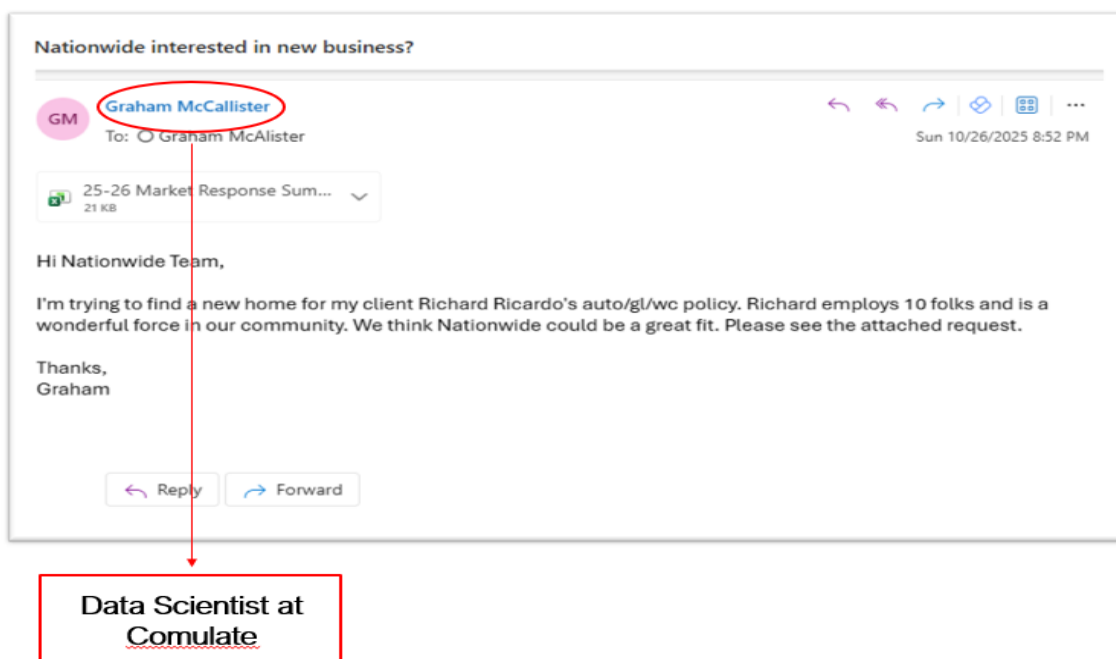 Nationwide interested in new business?
GM
Graham McCallister
To: Graham McAlister
Sun 10/26/2025 8:52 PM
25-26 Market Response Sum...
21 KB
Hi Nationwide Team,
I'm trying to find a new home for my client Richard Ricardo's auto/gl/wc policy. Richard employs 10 folks and is a
wonderful force in our community. We think Nationwide could be a great fit. Please see the attached request.
Thanks,
Graham
Reply
Forward
Data Scientist at
Comulate